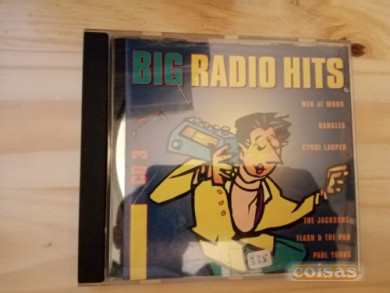 BIG RADIO HITS
MEN AT WORK
BANGLES
CYNDI LAUPER
CD 3
THE JACKSONS
FLASH & THE PAN
PAUL YOUNG
coisas